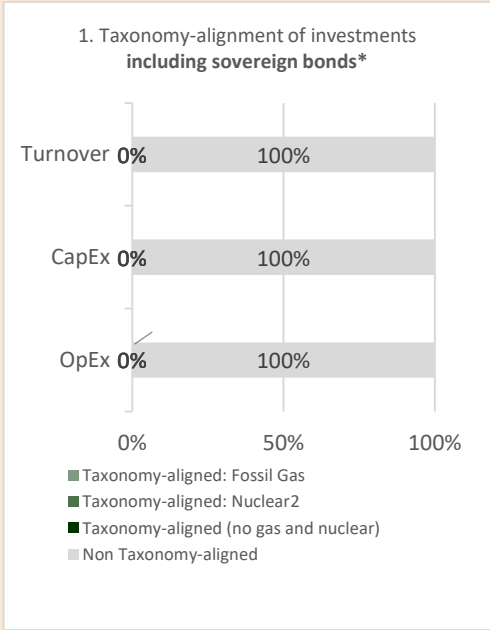 1. Taxonomy-alignment of investments
including sovereign bonds*
Turnover 0% 100%
CapEx 0% 100%
OpEx 0% 100%
0% 50% 100%
Taxonomy-aligned: Fossil Gas
Taxonomy-aligned: Nuclear2
Taxonomy-aligned (no gas and nuclear)
Non Taxonomy-aligned